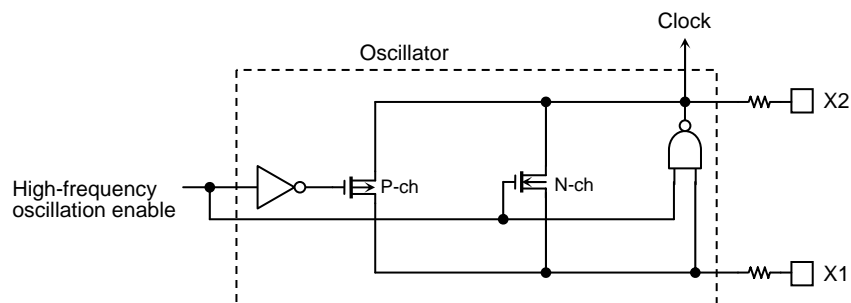 Clock
Oscillator
X2
P-ch
N-ch
High-frequency
oscillation enable
X1